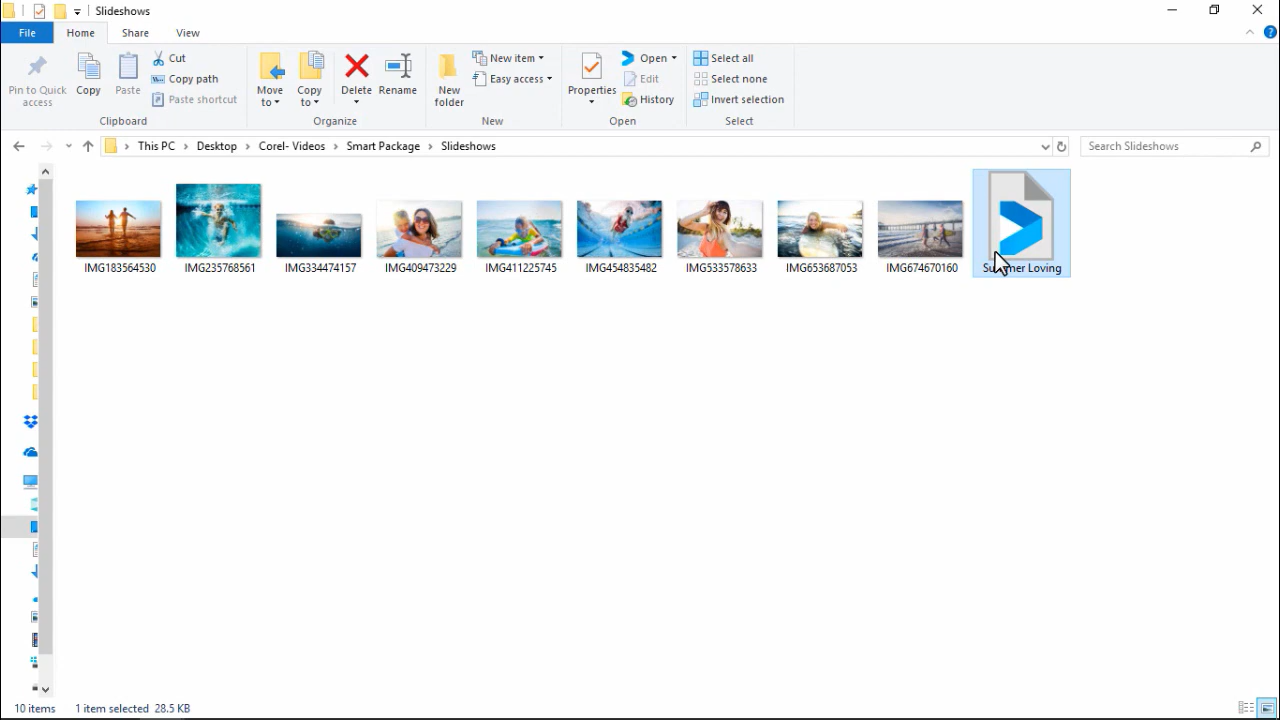 Slideshows
File Home Share View
Pin to Quick access
Copy
Paste
Cut
Copy path
Paste shortcut
Clipboard
Move to
Copy to
Delete
Rename
Organize
New folder
New item
Easy access
New
Properties
Open
Edit
History
Open
Select all
Select none
Invert selection
Select
This PC > Desktop > Corel- Videos > Smart Package > Slideshows
Search Slideshows
IMG183564530 IMG235768561 IMG334474157 IMG409473229 IMG411225745 IMG454835482 IMG533578633 IMG653687053 IMG674670160 Summer Loving
10 items 1 item selected 28.5 KB